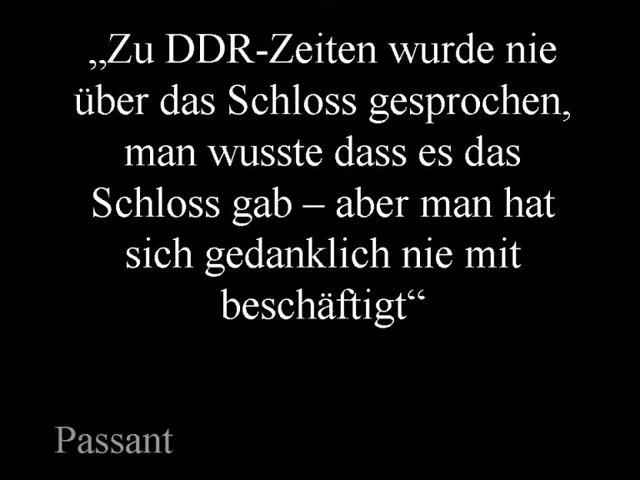 „Zu DDR-Zeiten wurde nie
über das Schloss gesprochen,
man wusste dass es das
Schloss gab – aber man hat
sich gedanklich nie mit
beschäftigt“
Passant